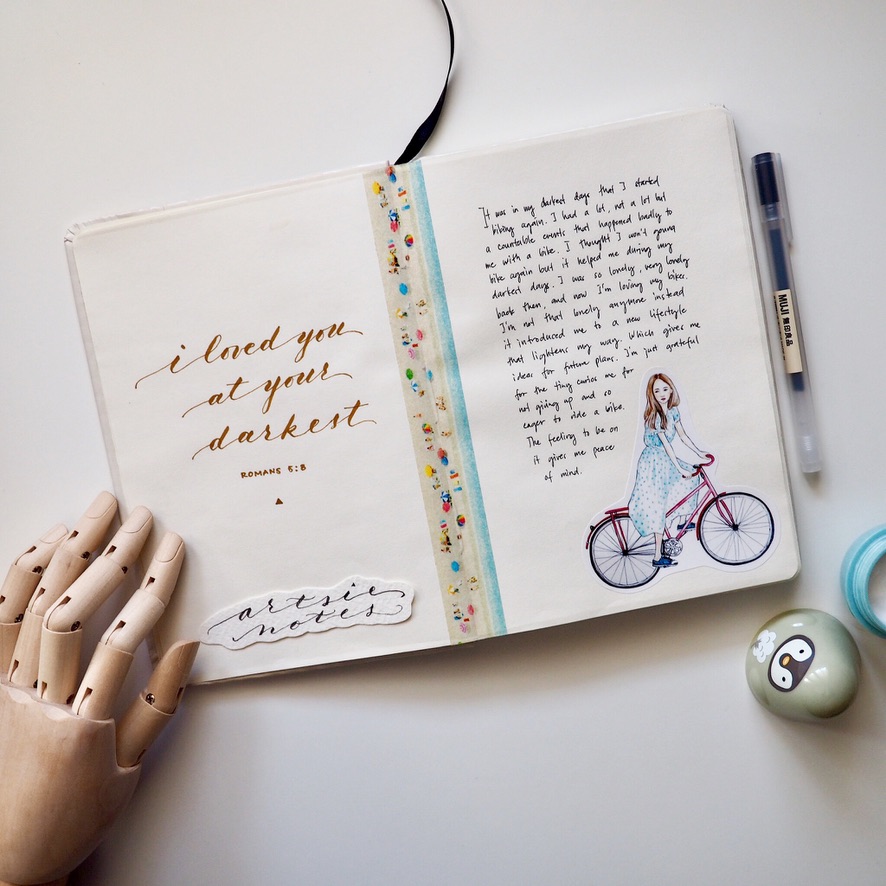 i loved you
at your
darkest
ROMANS 5:8
artsie
notes
It was in my darkest days that I started
biking again. I had a lot, not a lot but
a countable events that happened badly to
me with a bike. I thought I won't going
bike again but it helped me during my
darkest days. I was so lonely, very lonely
back then, and now I'm loving my biker.
I'm not that lonely anymore instead
it introduced me to a new lifestyle
that lightens my way. Which gives me
ideas for future plans. I'm just grateful
for the tiny curios me for
not giving up and so
eager to ride a bike.
The feeling to be on
it gives me peace
of mind.
MUJI 無印良品